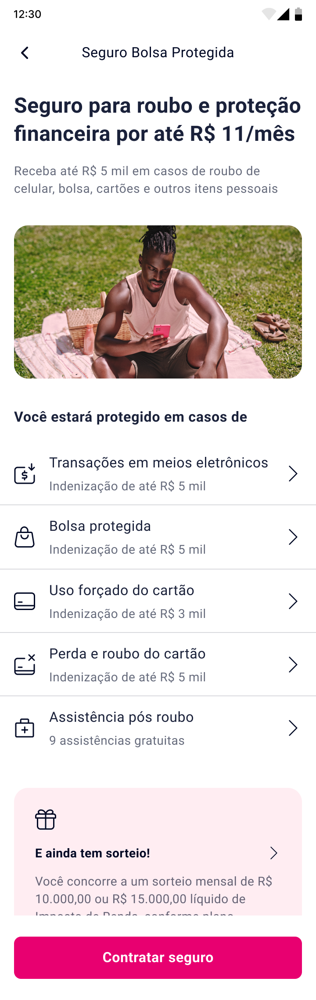 12:30
Seguro Bolsa Protegida
Seguro para roubo e proteção
financeira por até R$ 11/mês
Receba até R$ 5 mil em casos de roubo de
celular, bolsa, cartões e outros itens pessoais
Você estará protegido em casos de
Transações em meios eletrônicos
Indenização de até R$ 5 mil
Bolsa protegida
Indenização de até R$ 5 mil
Uso forçado do cartão
Indenização de até R$ 3 mil
Perda e roubo do cartão
Indenização de até R$ 5 mil
Assistência pós roubo
9 assistências gratuitas
E ainda tem sorteio!
Você concorre a um sorteio mensal de R$
10.000,00 ou R$ 15.000,00 líquido de
Imposto de Renda, conforme plano
Contratar seguro